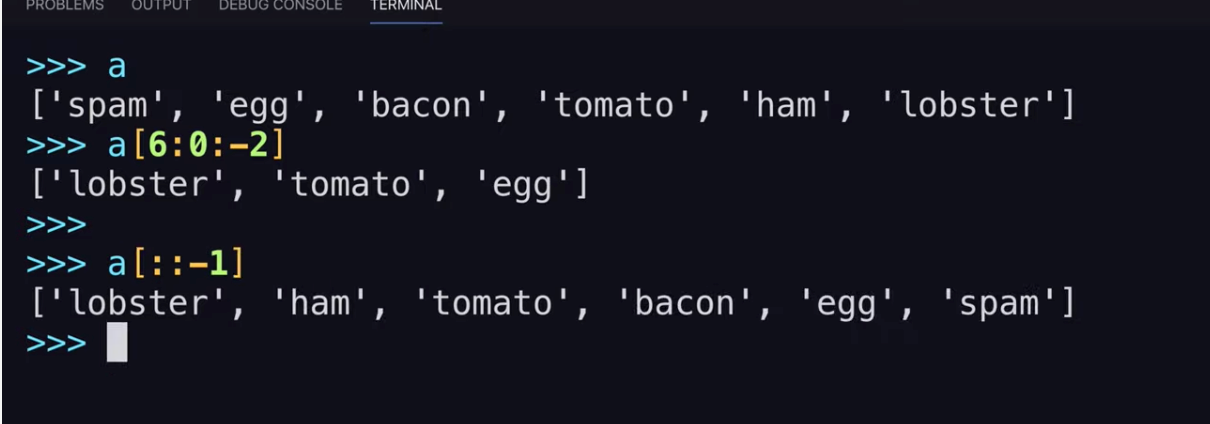 PROBLEMS OUTPUT DEBUG CONSOLE TERMINAL
>>> a
['spam', 'egg', 'bacon', 'tomato', 'ham', 'lobster']
>>> a[6:0:-2]
['lobster', 'tomato', 'egg']
>>>
>>> a[::-1]
['lobster', 'ham', 'tomato', 'bacon', 'egg', 'spam']
>>>